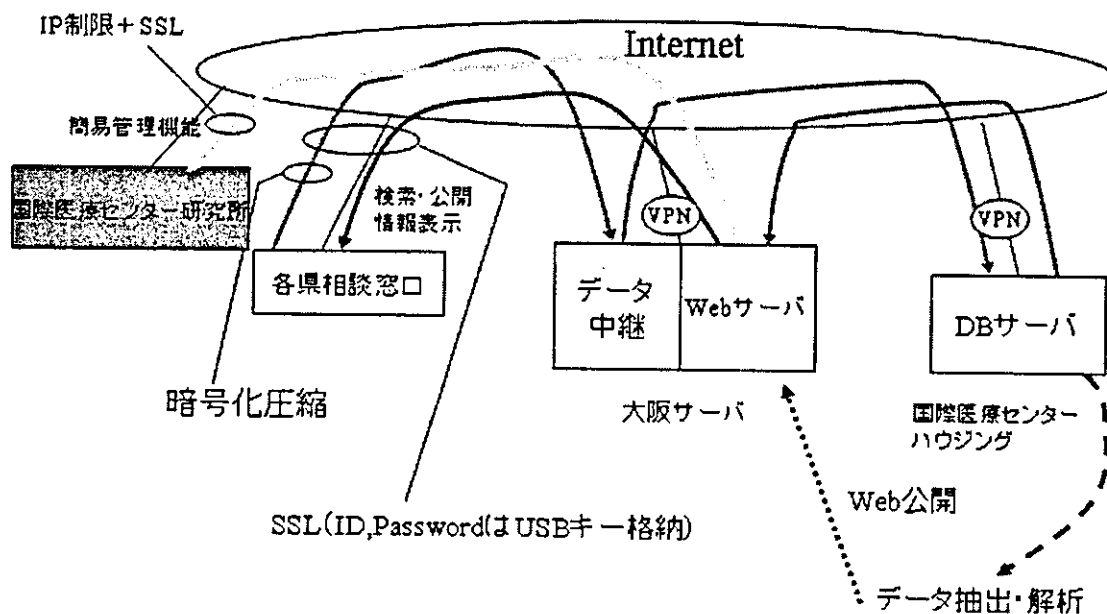 IP制限+SSL
Internet
簡易管理機能
国際医療センター研究所
検索・公開
情報表示
VPN
VPN
各県相談窓口
データ
中継
Webサーバ
DBサーバ
暗号化圧縮
大阪サーバ
国際医療センター
ハウジング
Web公開
SSL(ID,PasswordはUSBキー格納)
データ抽出・解析